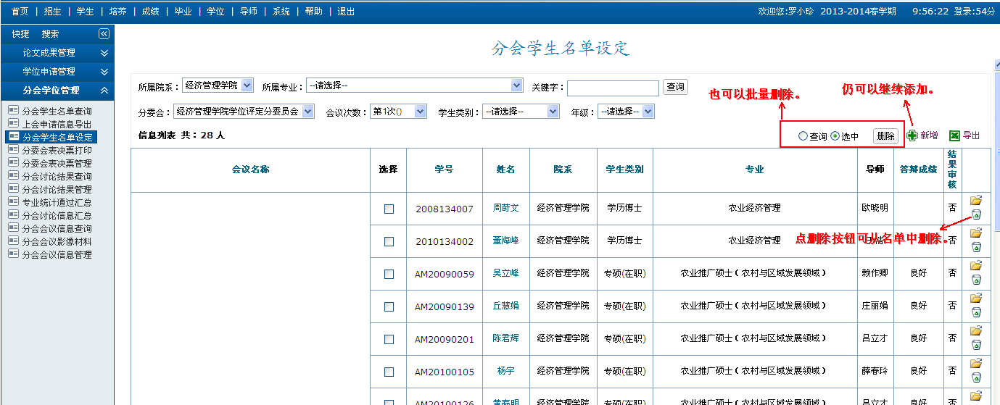 首页 | 招生 | 学生 | 培养 | 成绩 | 毕业 | 学位 | 导师 | 系统 | 帮助 | 退出
欢迎您:罗小珍 2013-2014春学期 9:56:22 登录:54分
快捷 搜索
论文成果管理
学位申请管理
分会学位管理
分会学生名单查询
上会申请信息导出
分会学生名单设定
分委会表决票打印
分委会表决票管理
分会讨论结果查询
分会讨论结果管理
专业统计通过汇总
分会讨论信息汇总
分会会议信息查询
分会会议影像材料
分会会议信息管理
分会学生名单设定
所属院系： 经济管理学院 所属专业： --请选择-- 关键字： 查询
分委会： 经济管理学院学位评定分委员会 会议次数： 第1次() 学生类别： --请选择-- 年级： --请选择--
也可以批量删除。
仍可以继续添加。
信息列表 共：28 人
查询 选中 删除 新增 导出
会议名称 选择 学号 姓名 院系 学生类别 专业 导师 答辩成绩 结果审核
2008134007 周莳文 经济管理学院 学历博士 农业经济管理 欧晓明 否
2010134002 董海峰 经济管理学院 学历博士 农业经济管理 否
点删除按钮可从名单中删除。
AM20090059 吴立峰 经济管理学院 专硕(在职) 农业推广硕士（农村与区域发展领域） 赖作卿 良好 否
AM20090139 丘慧娟 经济管理学院 专硕(在职) 农业推广硕士（农村与区域发展领域） 庄丽娟 良好 否
AM20090201 陈君辉 经济管理学院 专硕(在职) 农业推广硕士（农村与区域发展领域） 吕立才 良好 否
AM20100105 杨宇 经济管理学院 专硕(在职) 农业推广硕士（农村与区域发展领域） 薛春玲 良好 否
AM20100126 黄春明 经济管理学院 专硕(在职) 农业推广硕士（农村与区域发展领域） 吕立才 良好 否